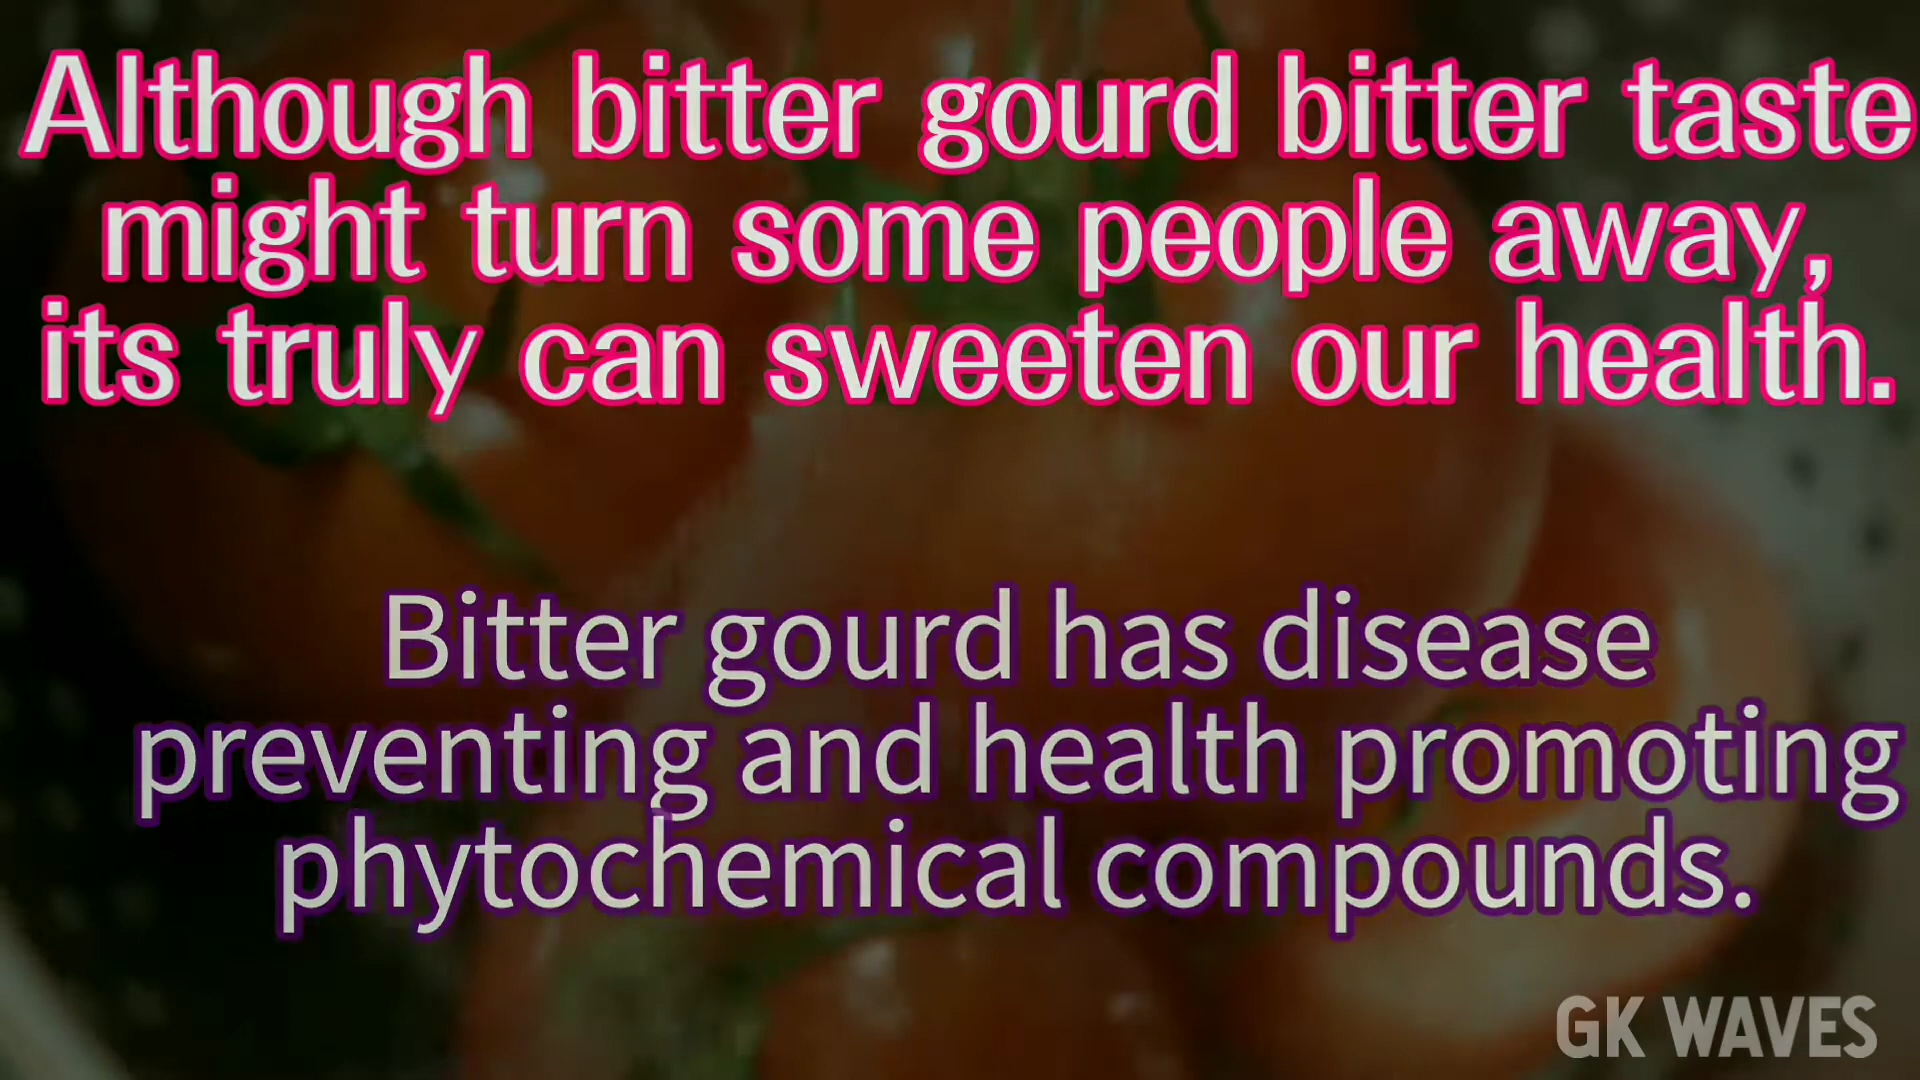 Although bitter gourd bitter taste
might turn some people away,
its truly can sweeten our health.
Bitter gourd has disease
preventing and health promoting
phytochemical compounds.
GK WAVES